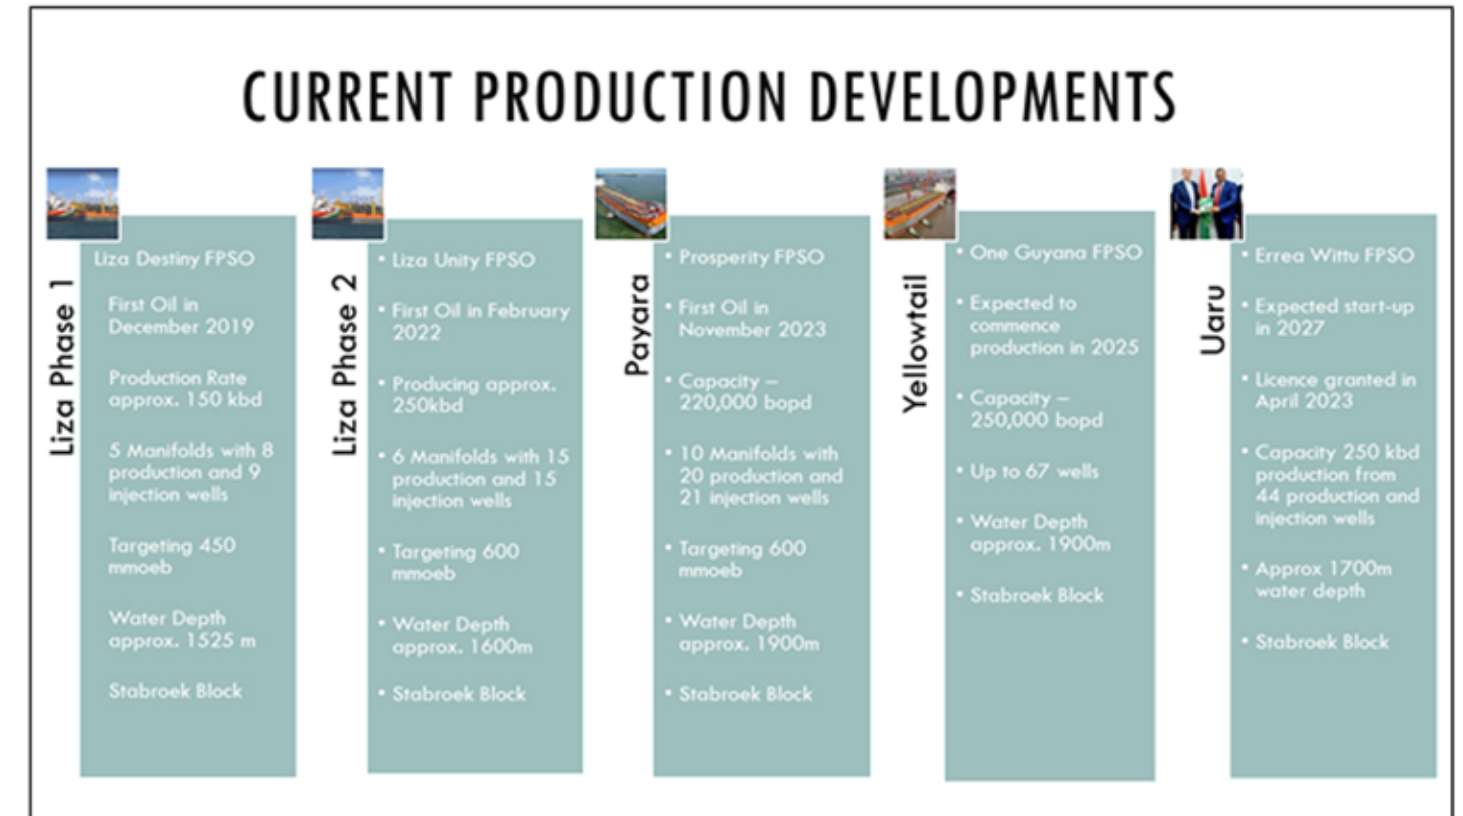 CURRENT PRODUCTION DEVELOPMENTS
Liza Phase 1
Liza Destiny FPSO
First Oil in
December 2019
Production Rate
approx. 150 kbd
5 Manifolds with 8
production and 9
injection wells
Targeting 450
mmoeb
Water Depth
approx. 1525 m
Stabroek Block
Liza Phase 2
• Liza Unity FPSO
• First Oil in February
2022
• Producing approx.
250kbd
• 6 Manifolds with 15
production and 15
injection wells
• Targeting 600
mmoeb
• Water Depth
approx. 1600m
• Stabroek Block
Payara
• Prosperity FPSO
• First Oil in
November 2023
• Capacity –
220,000 bopd
• 10 Manifolds with
20 production and
21 injection wells
• Targeting 600
mmoeb
• Water Depth
approx. 1900m
• Stabroek Block
Yellowtail
• One Guyana FPSO
• Expected to
commence
production in 2025
• Capacity –
250,000 bopd
• Up to 67 wells
• Water Depth
approx. 1900m
• Stabroek Block
Uaru
• Errea Wittu FPSO
• Expected start-up
in 2027
• Licence granted in
April 2023
• Capacity 250 kbd
production from
44 production and
injection wells
• Approx 1700m
water depth
• Stabroek Block